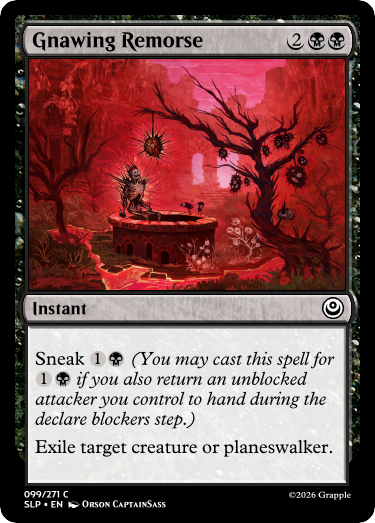 Gnawing Remorse 2
Instant
Sneak 1 (You may cast this spell for
1 if you also return an unblocked
attacker you control to hand during the
declare blockers step.)
Exile target creature or planeswalker.
099/271 C
SLP • EN Orson CaptainSass
©2026 Grapple